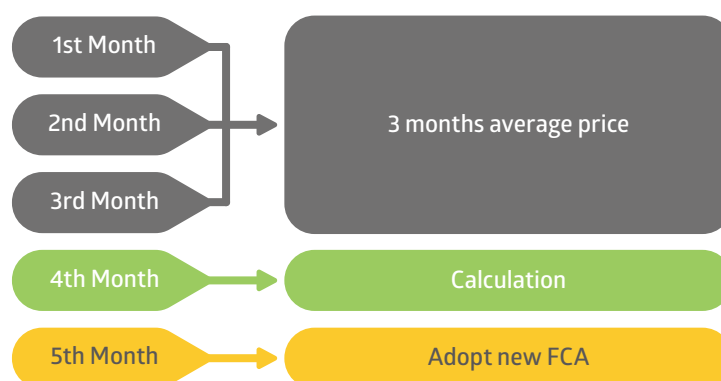 1st Month
2nd Month
3 months average price
3rd Month
4th Month
Calculation
5th Month
Adopt new FCA